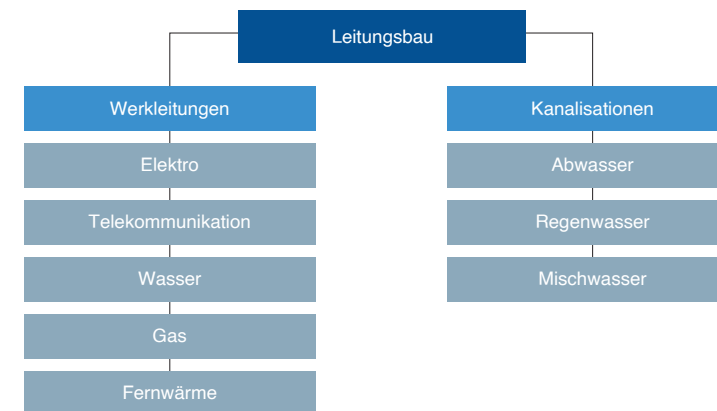 Leitungsbau
Werkleitungen
Elektro
Telekommunikation
Wasser
Gas
Fernwärme
Kanalisationen
Abwasser
Regenwasser
Mischwasser